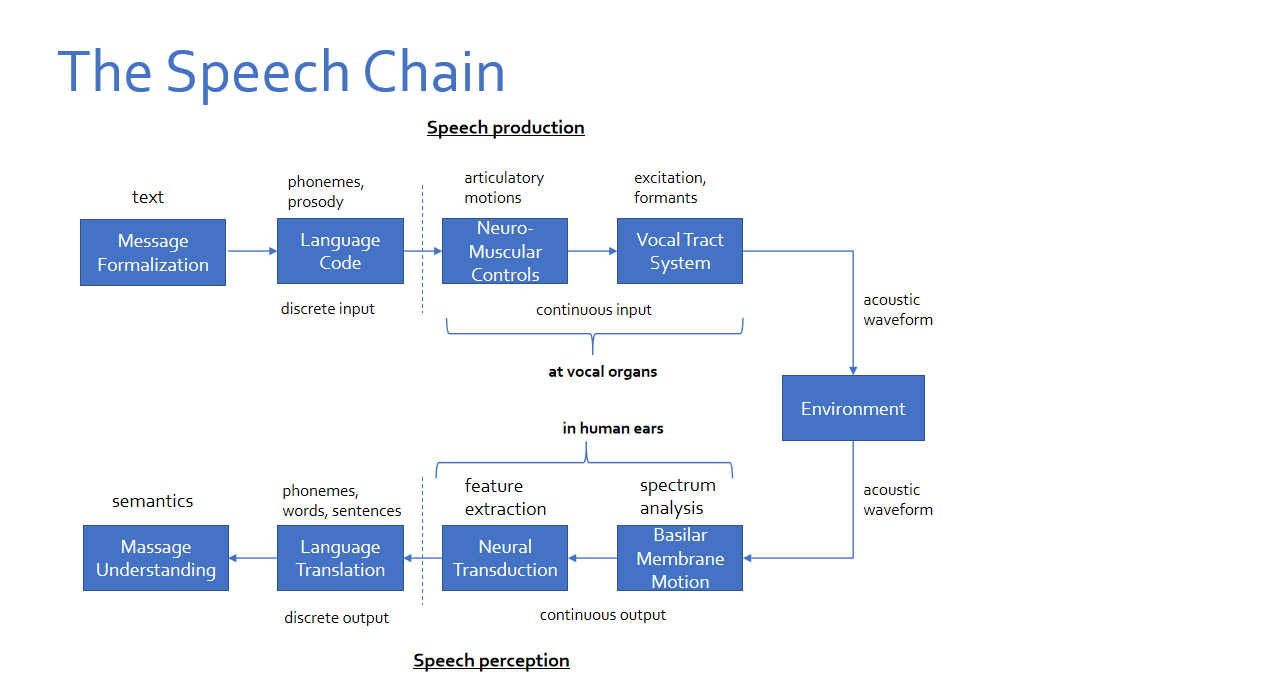 The Speech Chain
Speech production
text
phonemes,
prosody
articulatory
motions
excitation,
formants
Message
Formalization
Language
Code
Neuro-
Muscular
Controls
Vocal Tract
System
discrete input
continuous input
acoustic
waveform
at vocal organs
Environment
in human ears
semantics
phonemes,
words, sentences
feature
extraction
spectrum
analysis
acoustic
waveform
Massage
Understanding
Language
Translation
Neural
Transduction
Basilar
Membrane
Motion
discrete output
continuous output
Speech perception